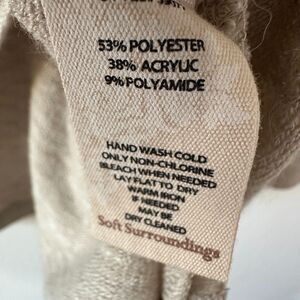 53% POLYESTER
38% ACRYLIC
9% POLYAMIDE
HAND WASH COLD
ONLY NON-CHLORINE
BLEACH WHEN NEEDED
LAY FLAT TO DRY
WARM IRON
IF NEEDED
MAY BE
DRY CLEANED
Soft Surroundings